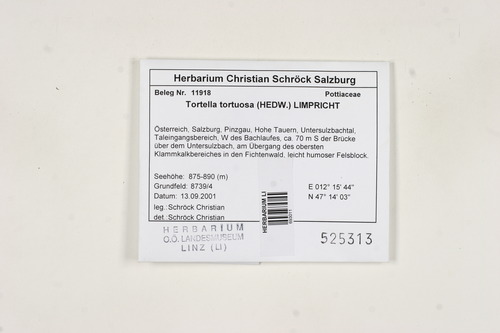 Herbarium Christian Schröck Salzburg
Beleg Nr. 11918 Pottiaceae
Tortella tortuosa (HEDW.) LIMPRICHT
Österreich, Salzburg, Pinzgau, Hohe Tauern, Untersulzbachtal,
Taleingangsbereich, W des Bachlaufes, ca. 70 m S der Brücke
über dem Untersulzbach, am Übergang des obersten
Klammkalkbereiches in den Fichtenwald, leicht humoser Felsblock.
Seehöhe: 875-890 (m)
Grundfeld: 8739/4 E 012° 15' 44"
Datum: 13.09.2001 N 47° 14' 03"
leg.:Schröck Christian
det.:Schröck Christian
HERBARIUM
O.Ö. LANDESMUSEUM
LINZ (LI)
HERBARIUM LI
525313